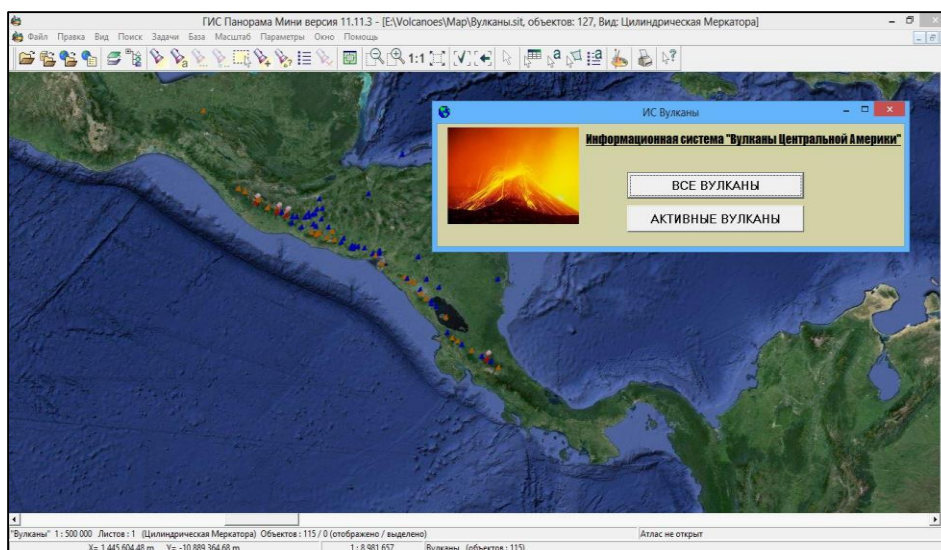 ГИС Панорама Мини версия 11.11.3 - [E:\Volcanoes\Map\Вулканы.sit, объектов: 127, Вид: Цилиндрическая Меркатора]
Файл Правка Вид Поиск Задачи База Масштаб Параметры Окно Помощь
1:1
ИС Вулканы
Информационная система "Вулканы Центральной Америки"
ВСЕ ВУЛКАНЫ
АКТИВНЫЕ ВУЛКАНЫ
"Вулканы" 1 : 500 000 Листов : 1 (Цилиндрическая Меркатора) Объектов : 115 / 0 (отображено / выделено) Атлас не открыт
X= 1 445 604.48 m Y= -10 889 364.68 m 1 : 8 981 657 Вулканы (объектов : 115)